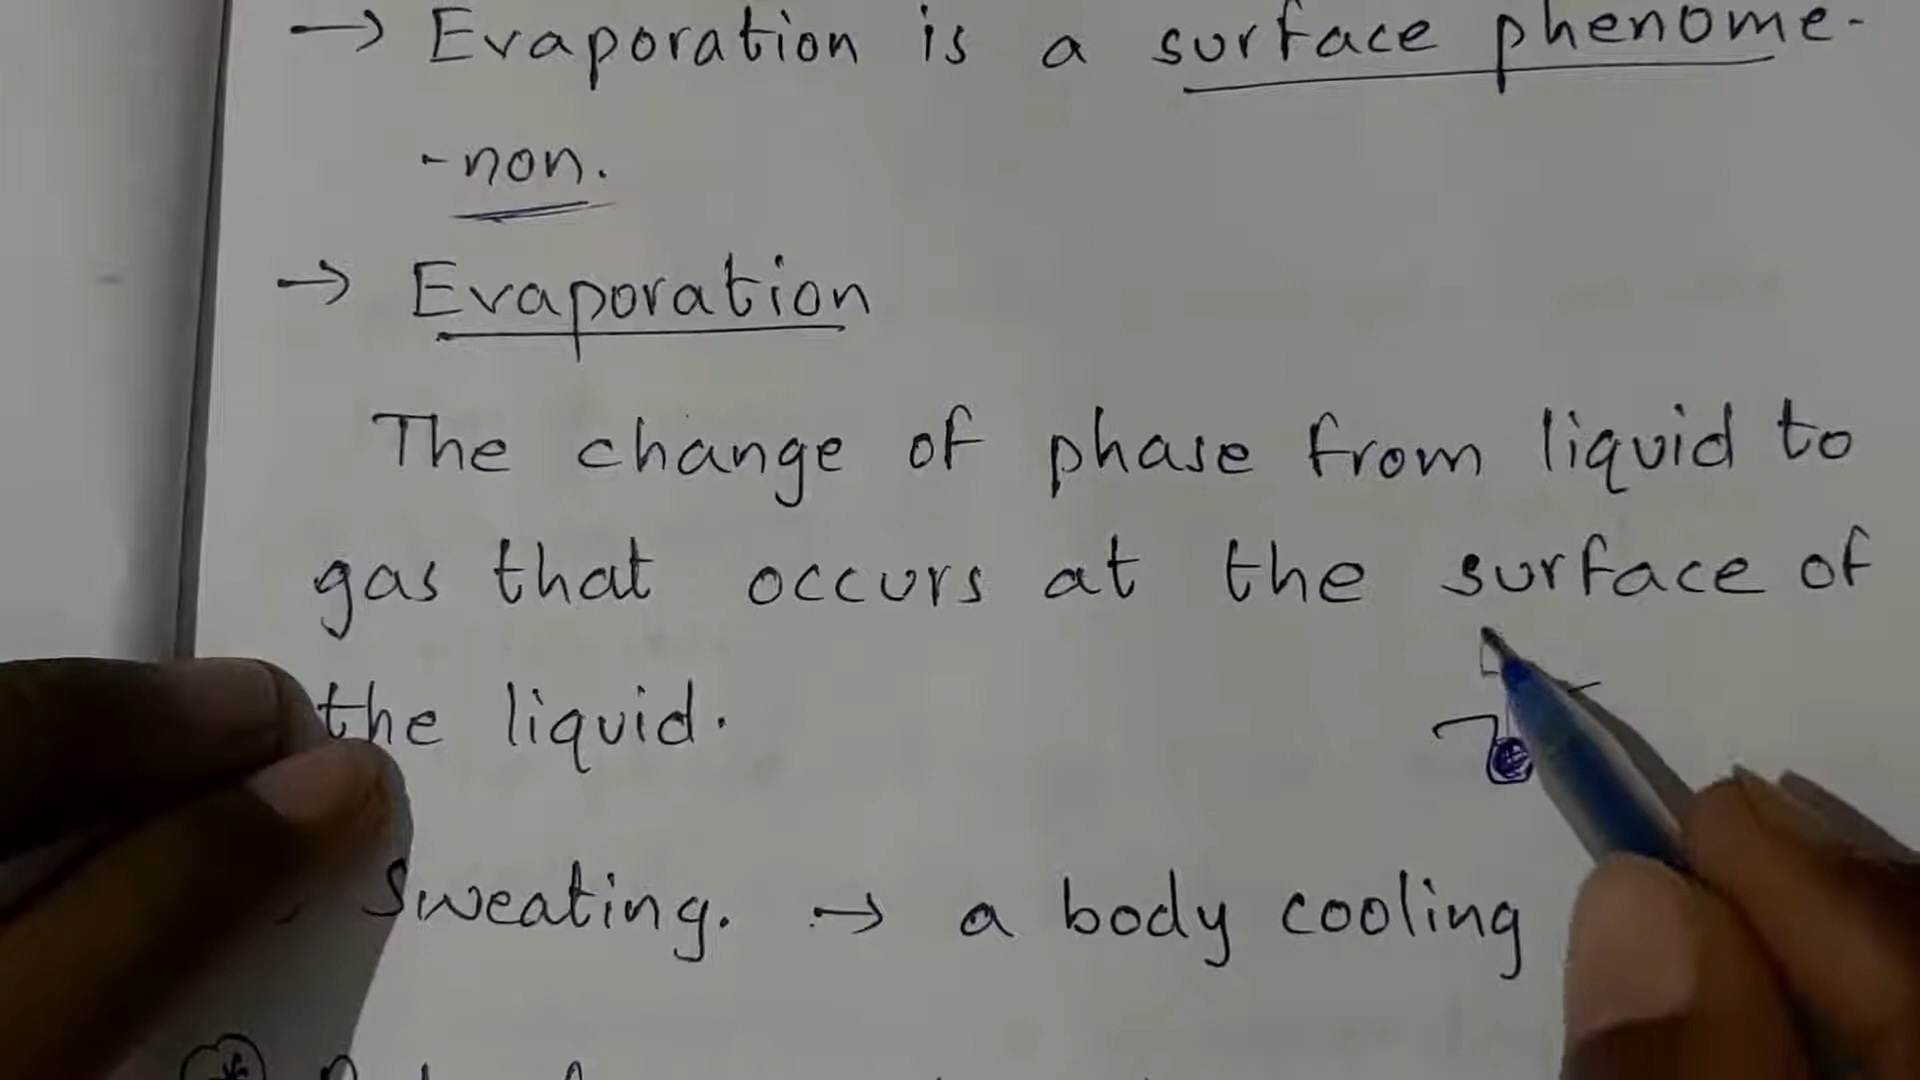 → Evaporation is a surface phenome-
-non.
→ Evaporation
The change of phase from liquid to
gas that occurs at the surface of
the liquid.
Sweating. → a body cooling